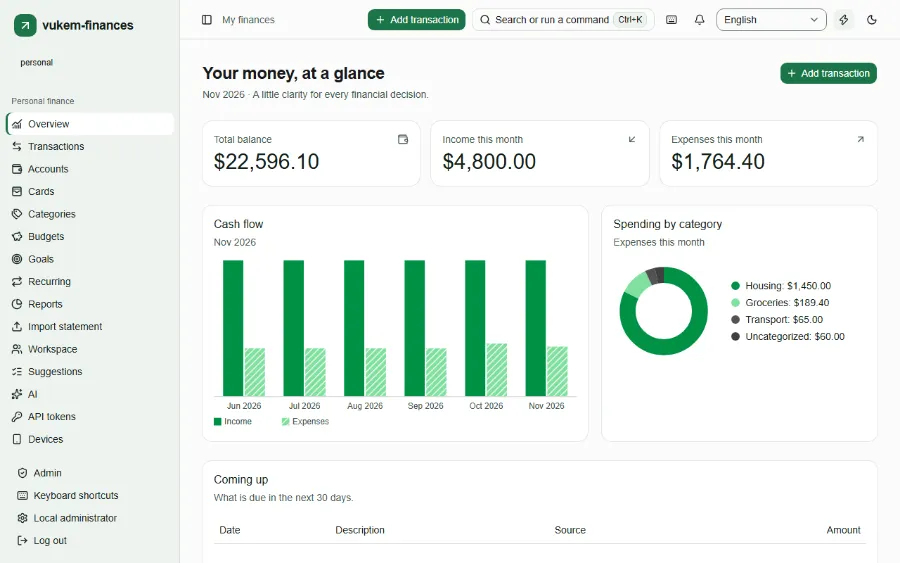 vukem-finances
personal
Personal finance
Overview
Transactions
Accounts
Cards
Categories
Budgets
Goals
Recurring
Reports
Import statement
Workspace
Suggestions
AI
API tokens
Devices
Admin
Keyboard shortcuts
Local administrator
Log out
My finances
Add transaction
Search or run a command Ctrl+K
English
Your money, at a glance
Nov 2026 · A little clarity for every financial decision.
Add transaction
Total balance
$22,596.10
Income this month
$4,800.00
Expenses this month
$1,764.40
Cash flow
Nov 2026
Jun 2026 Jul 2026 Aug 2026 Sep 2026 Oct 2026 Nov 2026
Income Expenses
Spending by category
Expenses this month
Housing: $1,450.00
Groceries: $189.40
Transport: $65.00
Uncategorized: $60.00
Coming up
What is due in the next 30 days.
Date Description Source Amount